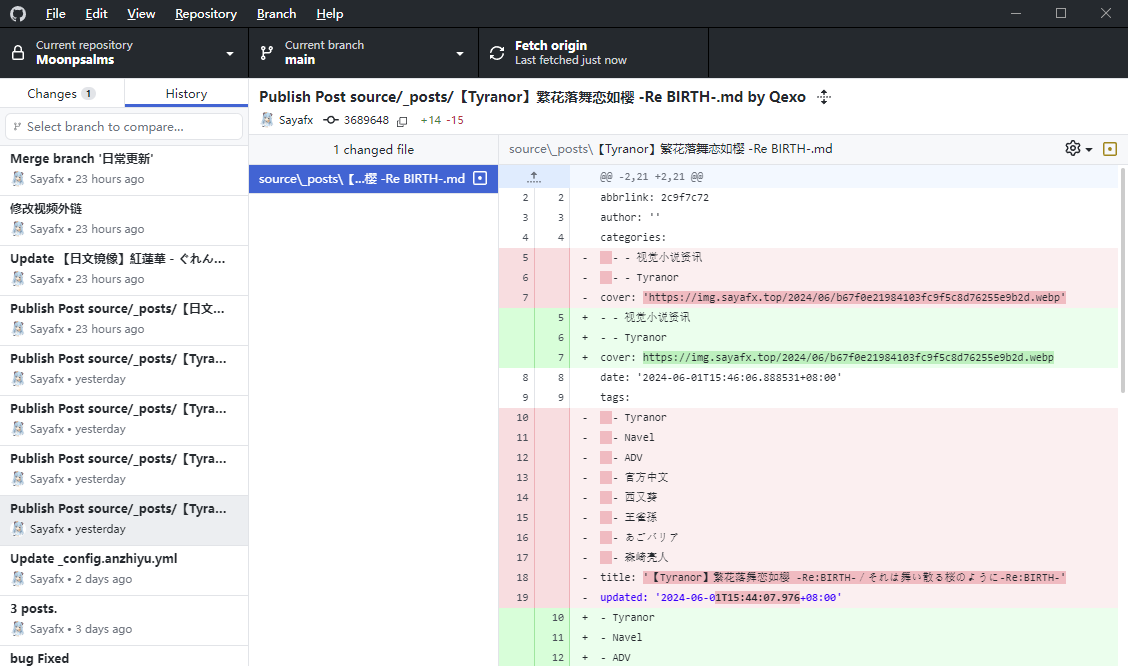 File Edit View Repository Branch Help
Current repository
Moonpsalms
Current branch
main
Fetch origin
Last fetched just now
Changes 1
History
Select branch to compare...
Merge branch '日常更新'
Sayafx • 23 hours ago
修改视频外链
Sayafx • 23 hours ago
Update 【日文镜像】紅蓮華 - ぐれん...
Sayafx • 23 hours ago
Publish Post source/_posts/【日文...
Sayafx • 23 hours ago
Publish Post source/_posts/【Tyra...
Sayafx • yesterday
Publish Post source/_posts/【Tyra...
Sayafx • yesterday
Publish Post source/_posts/【Tyra...
Sayafx • yesterday
Publish Post source/_posts/【Tyra...
Sayafx • yesterday
Update _config.anzhiyu.yml
Sayafx • 2 days ago
3 posts.
Sayafx • 3 days ago
bug Fixed
Publish Post source/_posts/【Tyranor】繁花落舞恋如樱 -Re BIRTH-.md by Qexo
Sayafx 3689648 +14 -15
1 changed file
source\_posts\【...樱 -Re BIRTH-.md
source\_posts\【Tyranor】繁花落舞恋如樱 -Re BIRTH-.md
@@ -2,21 +2,21 @@
2 2 abbrlink: 2c9f7c72
3 3 author: ''
4 4 categories:
5 - - - 视觉小说资讯
6 - - - Tyranor
7 - cover: 'https://img.sayafx.top/2024/06/b67f0e21984103fc9f5c8d76255e9b2d.webp'
5 + - - 视觉小说资讯
6 + - - Tyranor
7 + cover: https://img.sayafx.top/2024/06/b67f0e21984103fc9f5c8d76255e9b2d.webp
8 8 date: '2024-06-01T15:46:06.888531+08:00'
9 9 tags:
10 - - Tyranor
11 - - Navel
12 - - ADV
13 - - 官方中文
14 - - 西又葵
15 - - 王雀孫
16 - - あごバリア
17 - - 森崎亮人
18 - title: '【Tyranor】繁花落舞恋如樱 -Re:BIRTH- / それは舞い散る桜のように-Re:BIRTH-'
19 - updated: '2024-06-01T15:44:07.976+08:00'
10 + - Tyranor
11 + - Navel
12 + - ADV